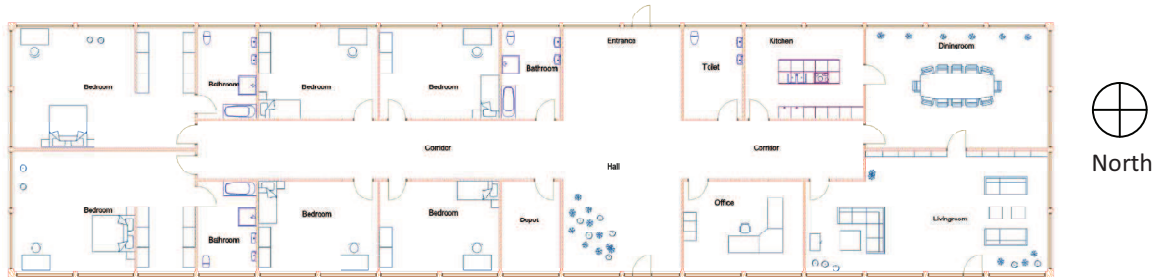 Entrance
Kitchen
Diningroom
Toilet
Bathroom
Bedroom
Bathroom
Bedroom
Bedroom
Corridor
Corridor
Hall
North
Bedroom
Bedroom
Bedroom
Depot
Office
Livingroom
Bathroom